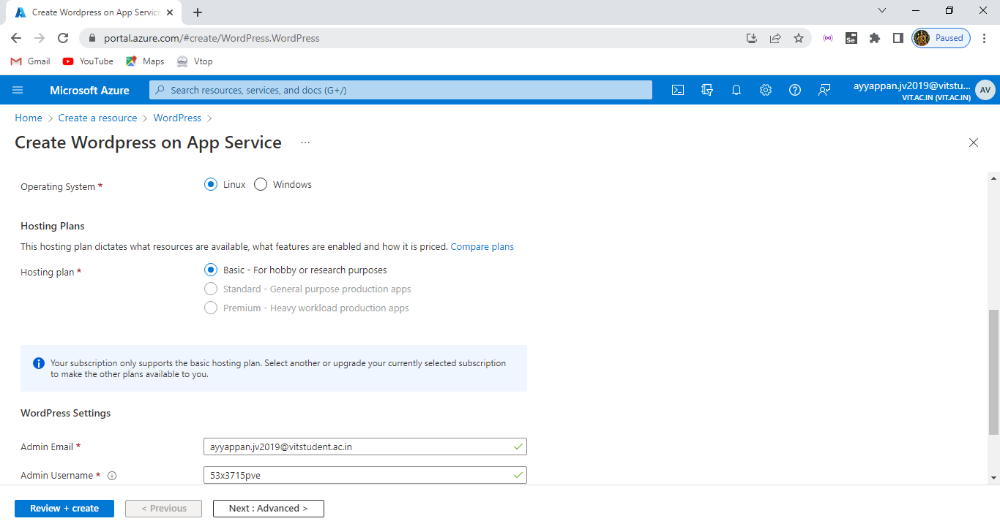 Create Wordpress on App Service
portal.azure.com/#create/WordPress.WordPress
Se
Paused
Gmail
YouTube
Maps
Vtop
Microsoft Azure
Search resources, services, and docs (G+/)
ayyappan.jv2019@vitstu...
VIT.AC.IN (VIT.AC.IN)
AV
Home > Create a resource > WordPress >
Create Wordpress on App Service ...
Operating System *
Linux
Windows
Hosting Plans
This hosting plan dictates what resources are available, what features are enabled and how it is priced. Compare plans
Hosting plan *
Basic - For hobby or research purposes
Standard - General purpose production apps
Premium - Heavy workload production apps
Your subscription only supports the basic hosting plan. Select another or upgrade your currently selected subscription
to make the other plans available to you.
WordPress Settings
Admin Email *
ayyappan.jv2019@vitstudent.ac.in
Admin Username *
53x3715pve
Review + create
< Previous
Next : Advanced >